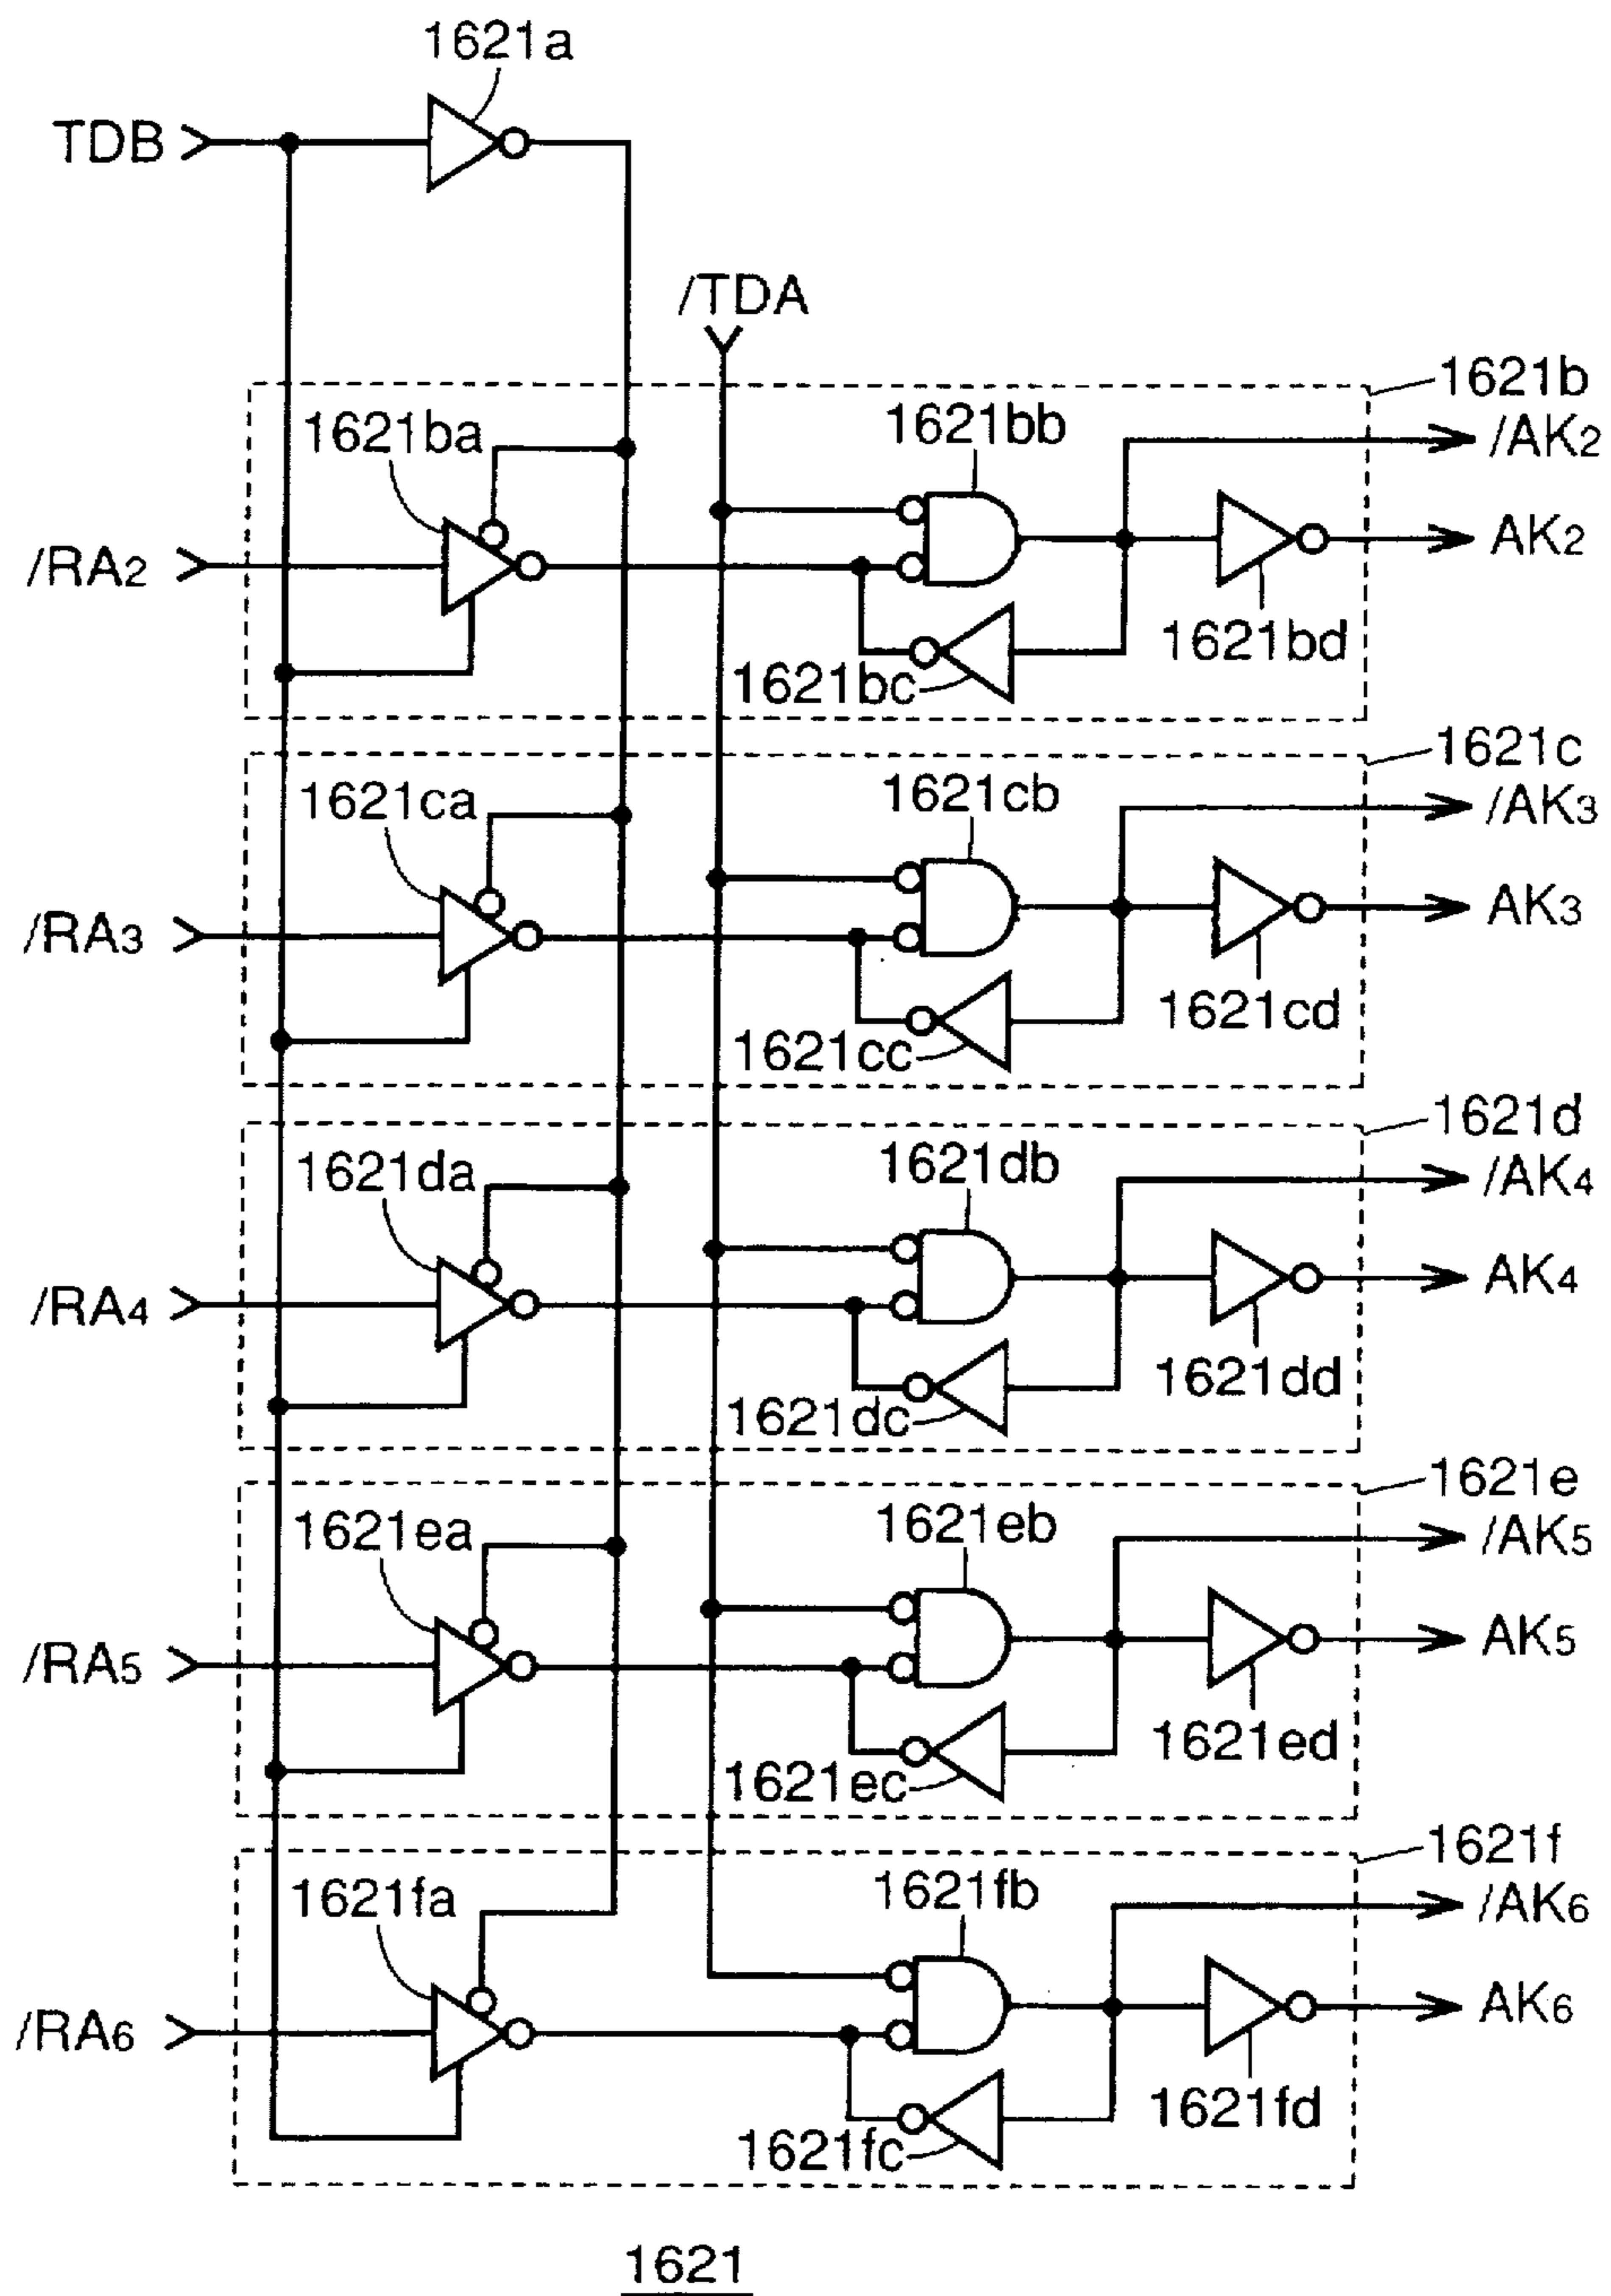 1621a
TDB
/TDA
1621b
1621ba
1621bb
/AK2
/RA2
AK2
1621bc
1621bd
1621c
1621ca
1621cb
/AK3
/RA3
AK3
1621cc
1621cd
1621d
1621da
1621db
/AK4
/RA4
AK4
1621dc
1621dd
1621e
1621ea
1621eb
/AK5
/RA5
AK5
1621ec
1621ed
1621f
1621fa
1621fb
/AK6
/RA6
AK6
1621fc
1621fd
1621